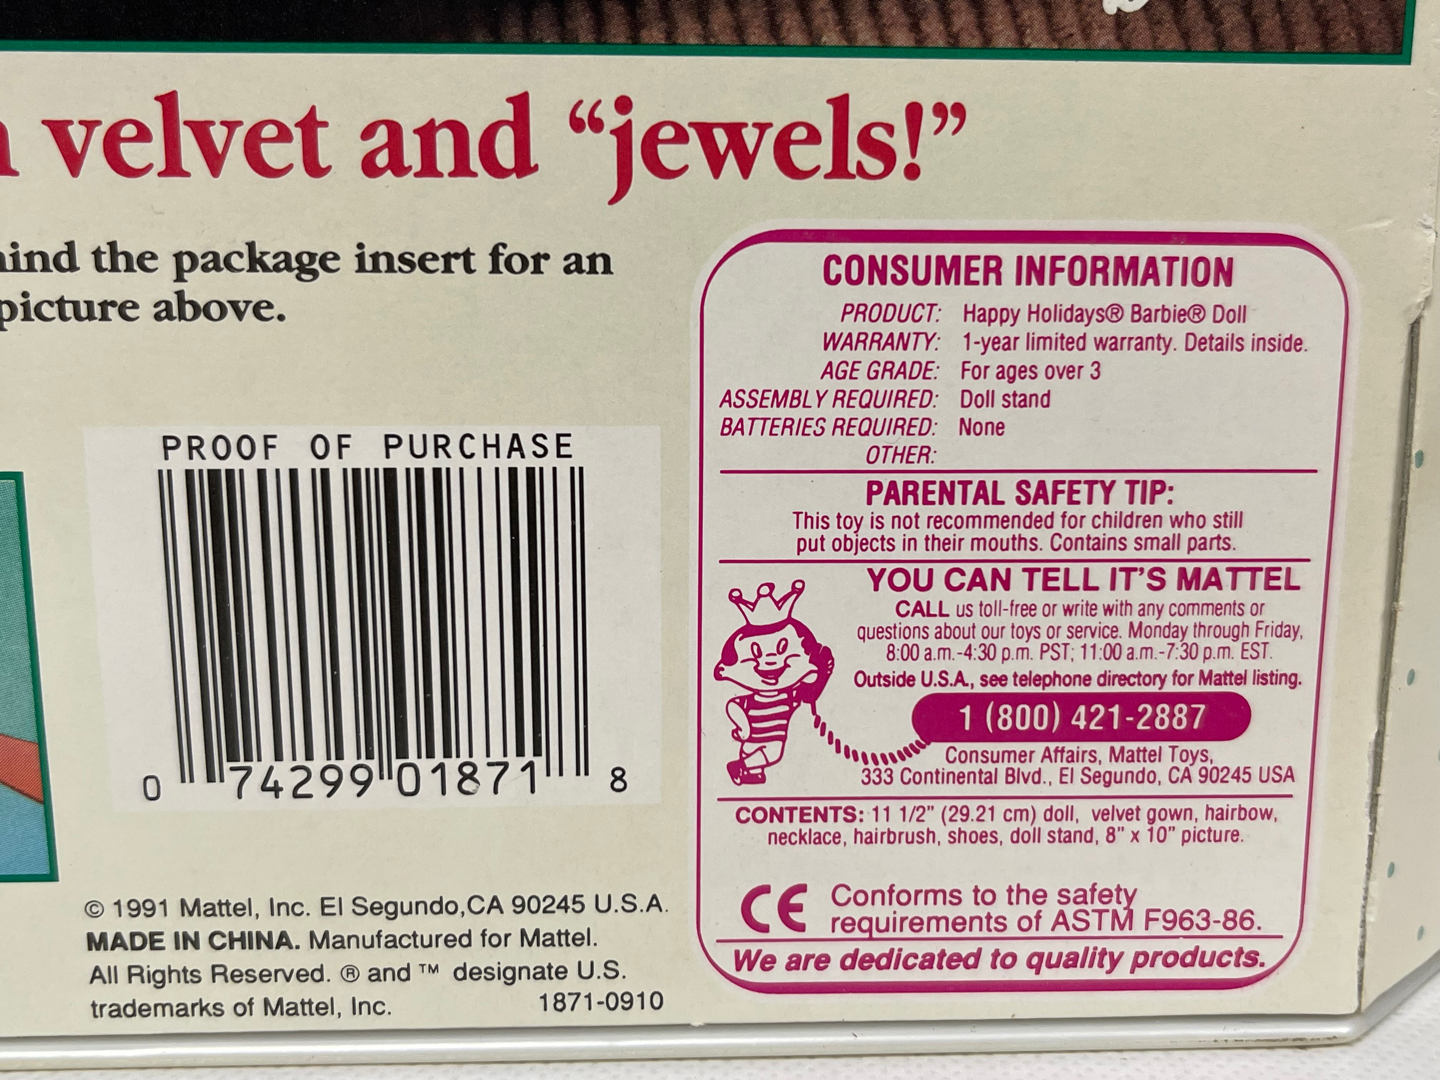 velvet and “jewels!”
ind the package insert for an
picture above.
PROOF OF PURCHASE
0 74299 01871 8
© 1991 Mattel, Inc. El Segundo,CA 90245 U.S.A.
MADE IN CHINA. Manufactured for Mattel.
All Rights Reserved. ® and ™ designate U.S.
trademarks of Mattel, Inc. 1871-0910
CONSUMER INFORMATION
PRODUCT: Happy Holidays® Barbie® Doll
WARRANTY: 1-year limited warranty. Details inside.
AGE GRADE: For ages over 3
ASSEMBLY REQUIRED: Doll stand
BATTERIES REQUIRED: None
OTHER:
PARENTAL SAFETY TIP:
This toy is not recommended for children who still
put objects in their mouths. Contains small parts.
YOU CAN TELL IT'S MATTEL
CALL us toll-free or write with any comments or
questions about our toys or service. Monday through Friday,
8:00 a.m.-4:30 p.m. PST; 11:00 a.m.-7:30 p.m. EST.
Outside U.S.A., see telephone directory for Mattel listing.
1 (800) 421-2887
Consumer Affairs, Mattel Toys,
333 Continental Blvd., El Segundo, CA 90245 USA
CONTENTS: 11 1/2" (29.21 cm) doll, velvet gown, hairbow,
necklace, hairbrush, shoes, doll stand, 8" x 10" picture.
CE Conforms to the safety
requirements of ASTM F963-86.
We are dedicated to quality products.